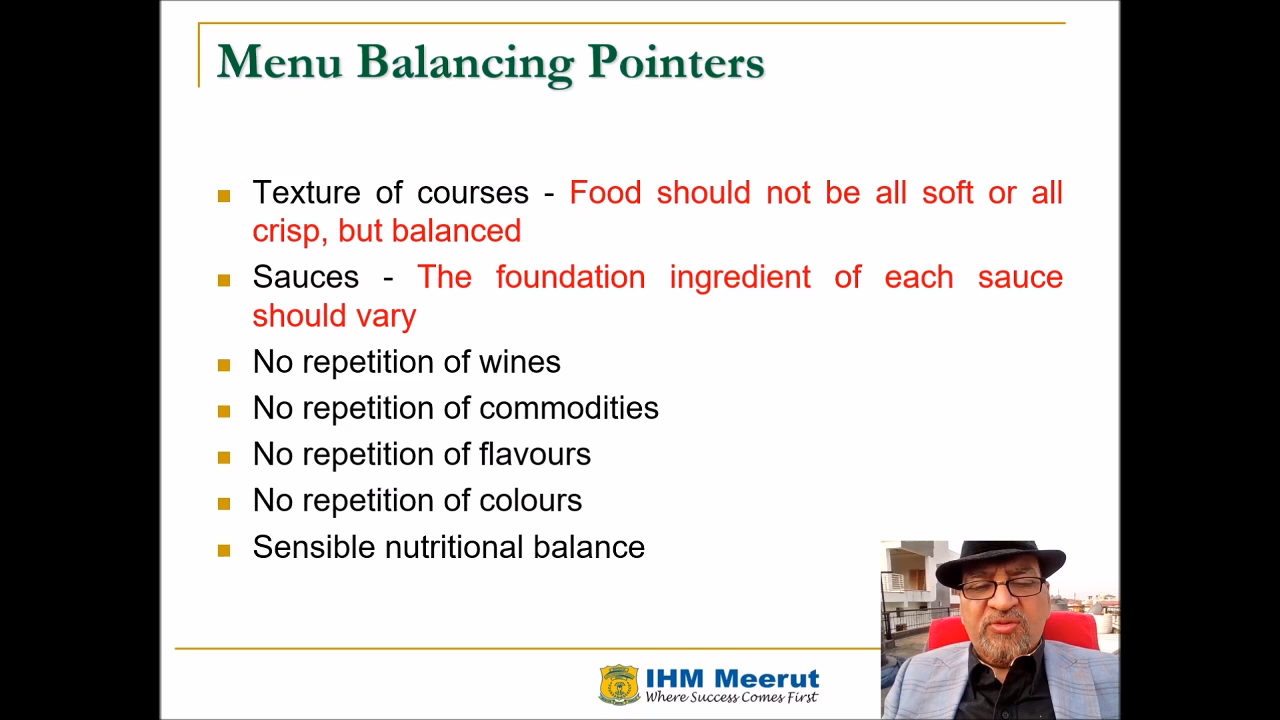 Menu Balancing Pointers
Texture of courses - Food should not be all soft or all
crisp, but balanced
Sauces - The foundation ingredient of each sauce
should vary
No repetition of wines
No repetition of commodities
No repetition of flavours
No repetition of colours
Sensible nutritional balance
IHM Meerut
Where Success Comes First